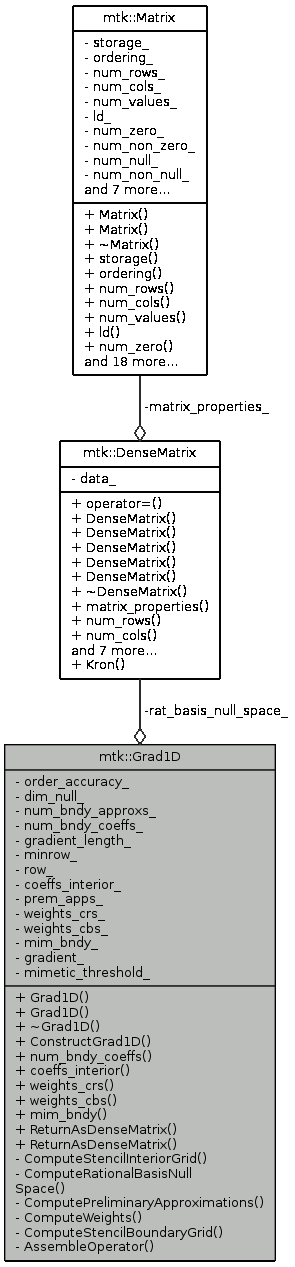 mtk::Matrix
- storage_
- ordering_
- num_rows_
- num_cols_
- num_values_
- ld_
- num_zero_
- num_non_zero_
- num_null_
- num_non_null_
and 7 more...
+ Matrix()
+ Matrix()
+ ~Matrix()
+ storage()
+ ordering()
+ num_rows()
+ num_cols()
+ num_values()
+ ld()
+ num_zero()
and 18 more...
-matrix_properties_
mtk::DenseMatrix
- data_
+ operator=()
+ DenseMatrix()
+ DenseMatrix()
+ DenseMatrix()
+ DenseMatrix()
+ DenseMatrix()
+ ~DenseMatrix()
+ matrix_properties()
+ num_rows()
+ num_cols()
and 7 more...
+ Kron()
-rat_basis_null_space_
mtk::Grad1D
- order_accuracy_
- dim_null_
- num_bndy_approxs_
- num_bndy_coeffs_
- gradient_length_
- minrow_
- row_
- coeffs_interior_
- prem_apps_
- weights_crs_
- weights_cbs_
- mim_bndy_
- gradient_
- mimetic_threshold_
+ Grad1D()
+ Grad1D()
+ ~Grad1D()
+ ConstructGrad1D()
+ num_bndy_coeffs()
+ coeffs_interior()
+ weights_crs()
+ weights_cbs()
+ mim_bndy()
+ ReturnAsDenseMatrix()
+ ReturnAsDenseMatrix()
- ComputeStencilInteriorGrid()
- ComputeRationalBasisNull
Space()
- ComputePreliminaryApproximations()
- ComputeWeights()
- ComputeStencilBoundaryGrid()
- AssembleOperator()